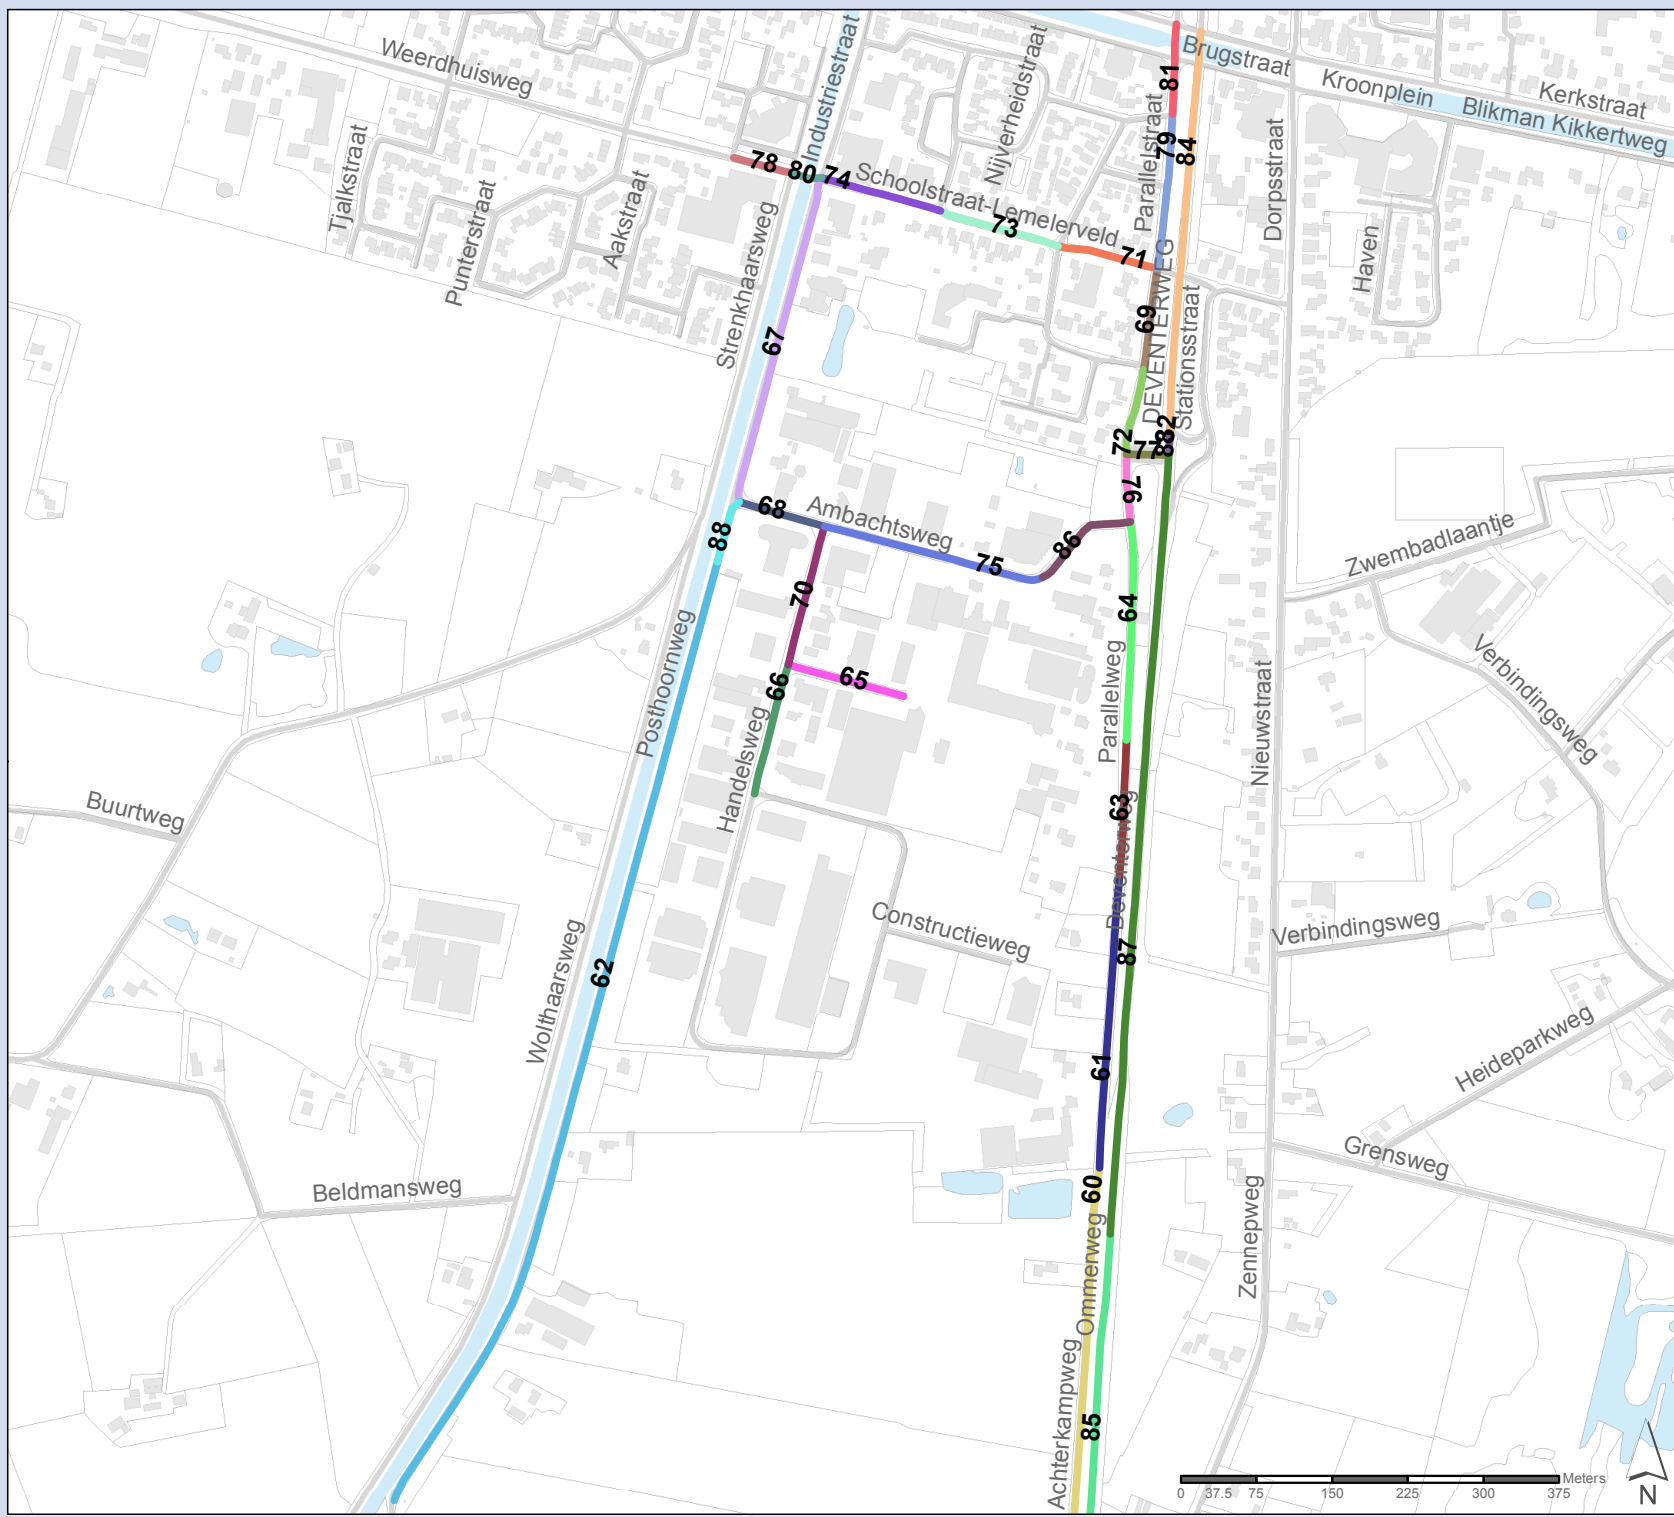 Weerdhuisweg
Industriestraat
Nijverheidstraat
Brugstraat
Kroonplein
Kerkstraat
Blikman Kikkertweg
81
79
84
Parallelstraat
Dorpsstraat
Tjalkstraat
Punterstraat
Aakstraat
78
80
74
Schoolstraat-Lemelerveld
73
71
Strenkhaarsweg
67
69
DEVENTERWEG
Stationsstraat
Haven
72
77
82
76
68
Ambachtsweg
88
75
86
Zwembadlaantje
70
64
Posthoornweg
65
66
Parallelweg
Nieuwstraat
Verbindingsweg
Handelsweg
Buurtweg
63
Deventerweg
Constructieweg
Verbindingsweg
87
62
Wolthaarsweg
61
Heideparkweg
Grensweg
Beldmansweg
60
Ommerweg
Zennepweg
Achterkampweg
85
Meters
0 37.5 75 150 225 300 375
N